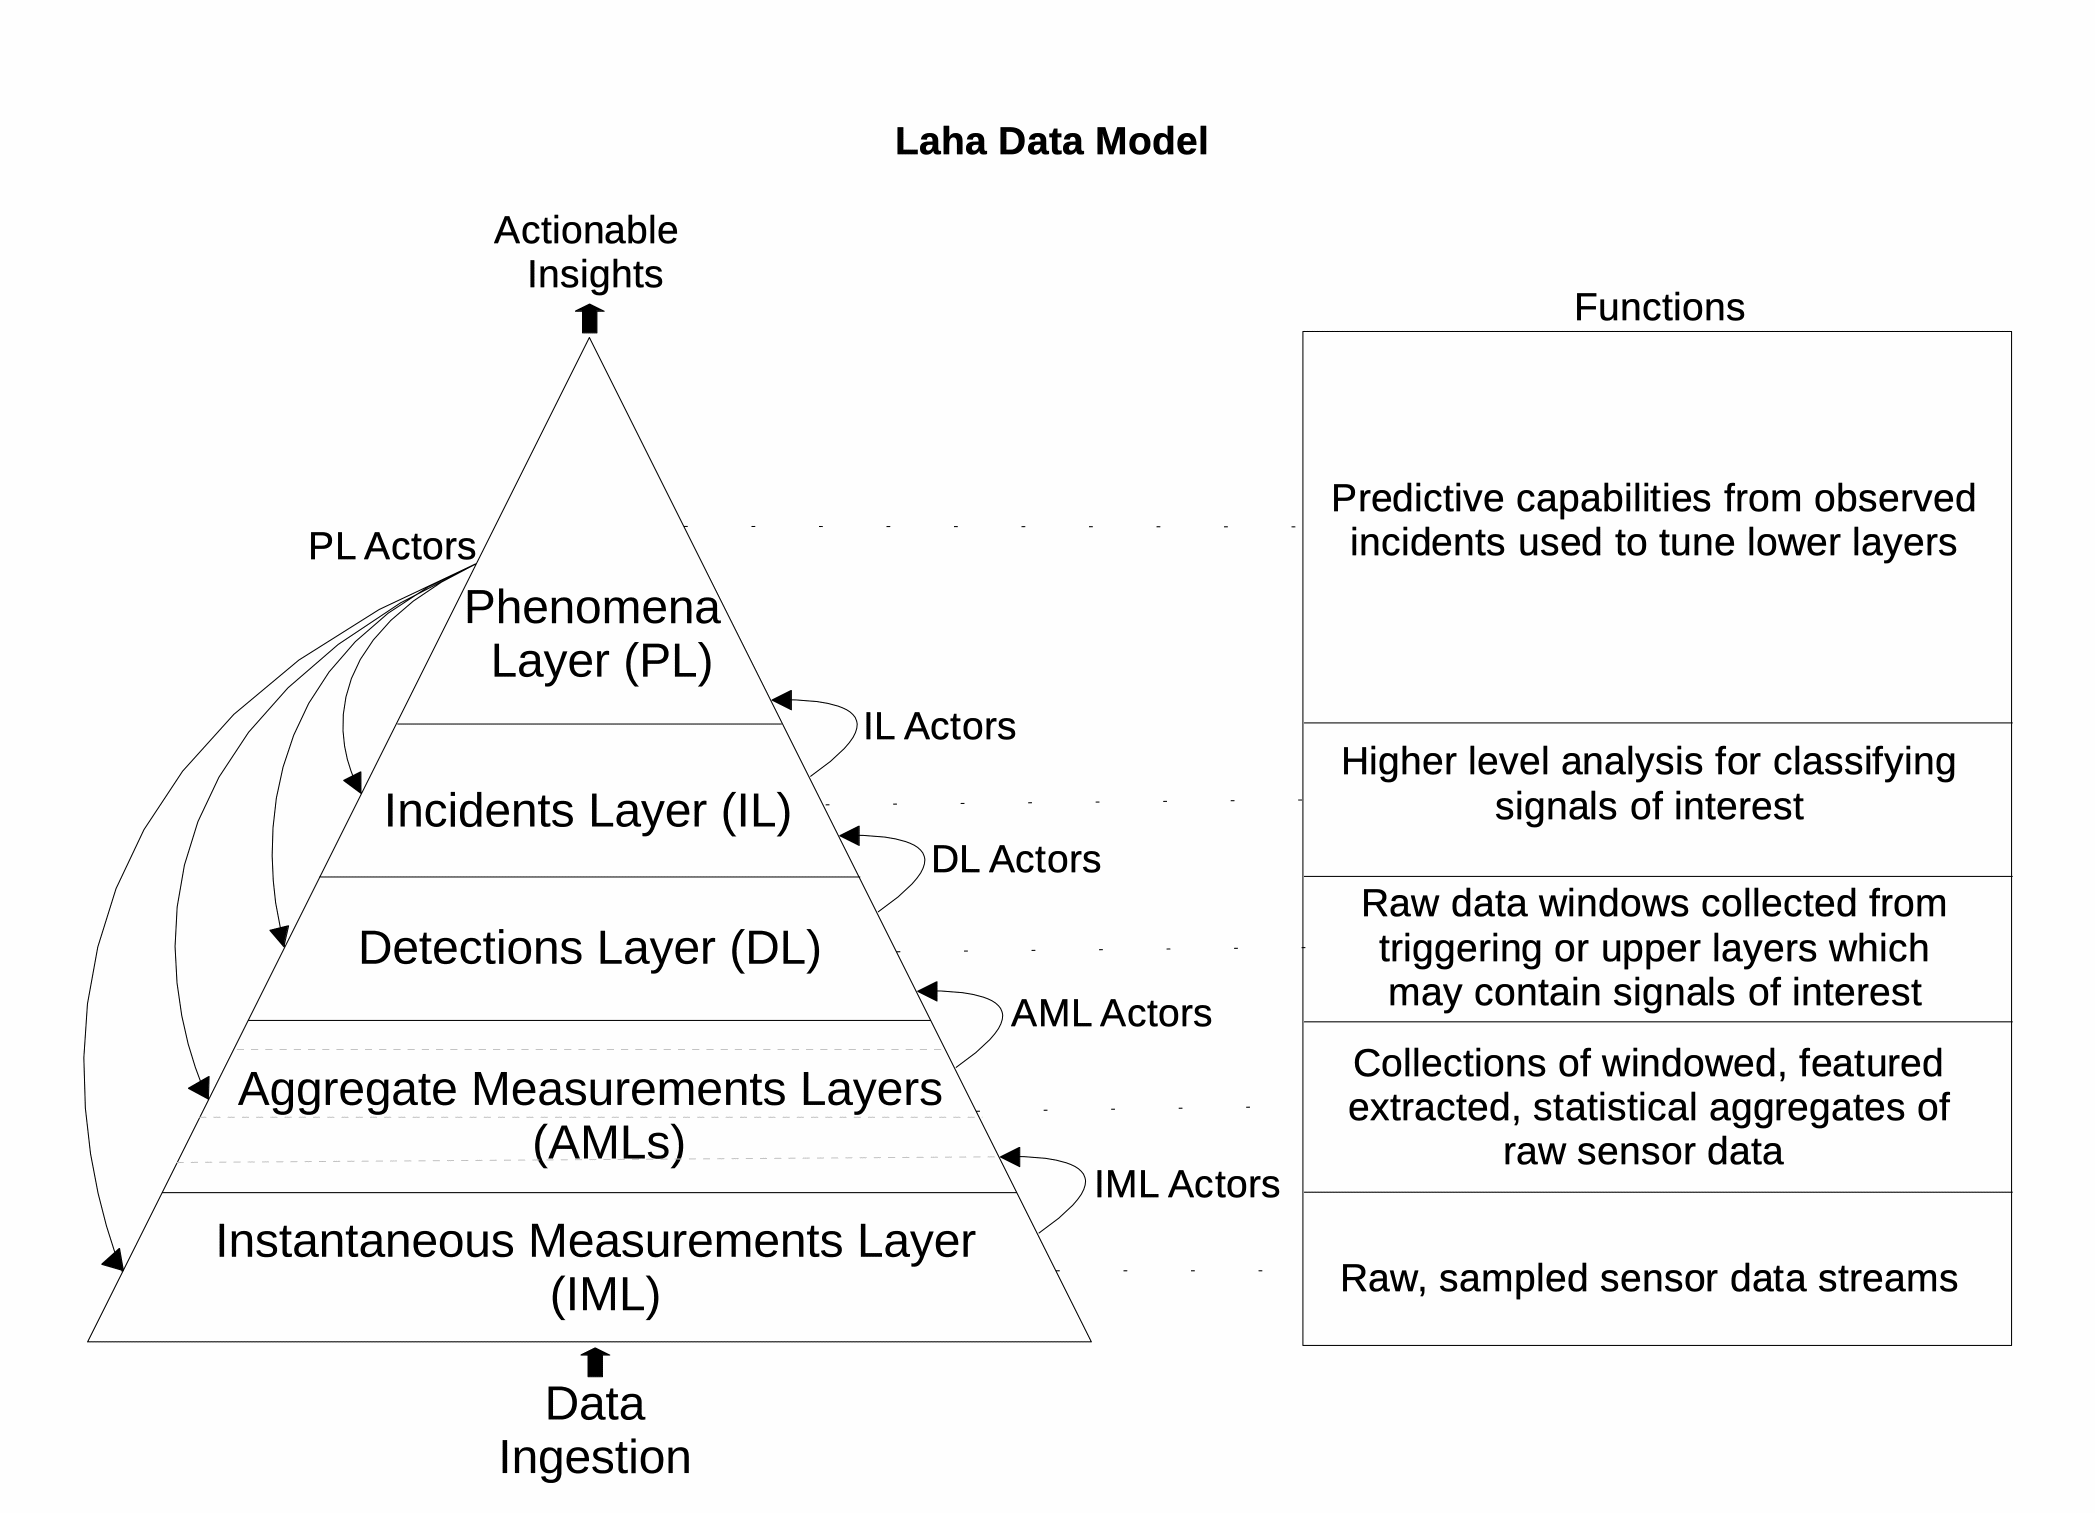 Laha Data Model
Actionable
Insights
PL Actors
Phenomena
Layer (PL)
IL Actors
Incidents Layer (IL)
DL Actors
Detections Layer (DL)
AML Actors
Aggregate Measurements Layers
(AMLs)
IML Actors
Instantaneous Measurements Layer
(IML)
Data
Ingestion
Functions
Predictive capabilities from observed
incidents used to tune lower layers
Higher level analysis for classifying
signals of interest
Raw data windows collected from
triggering or upper layers which
may contain signals of interest
Collections of windowed, featured
extracted, statistical aggregates of
raw sensor data
Raw, sampled sensor data streams